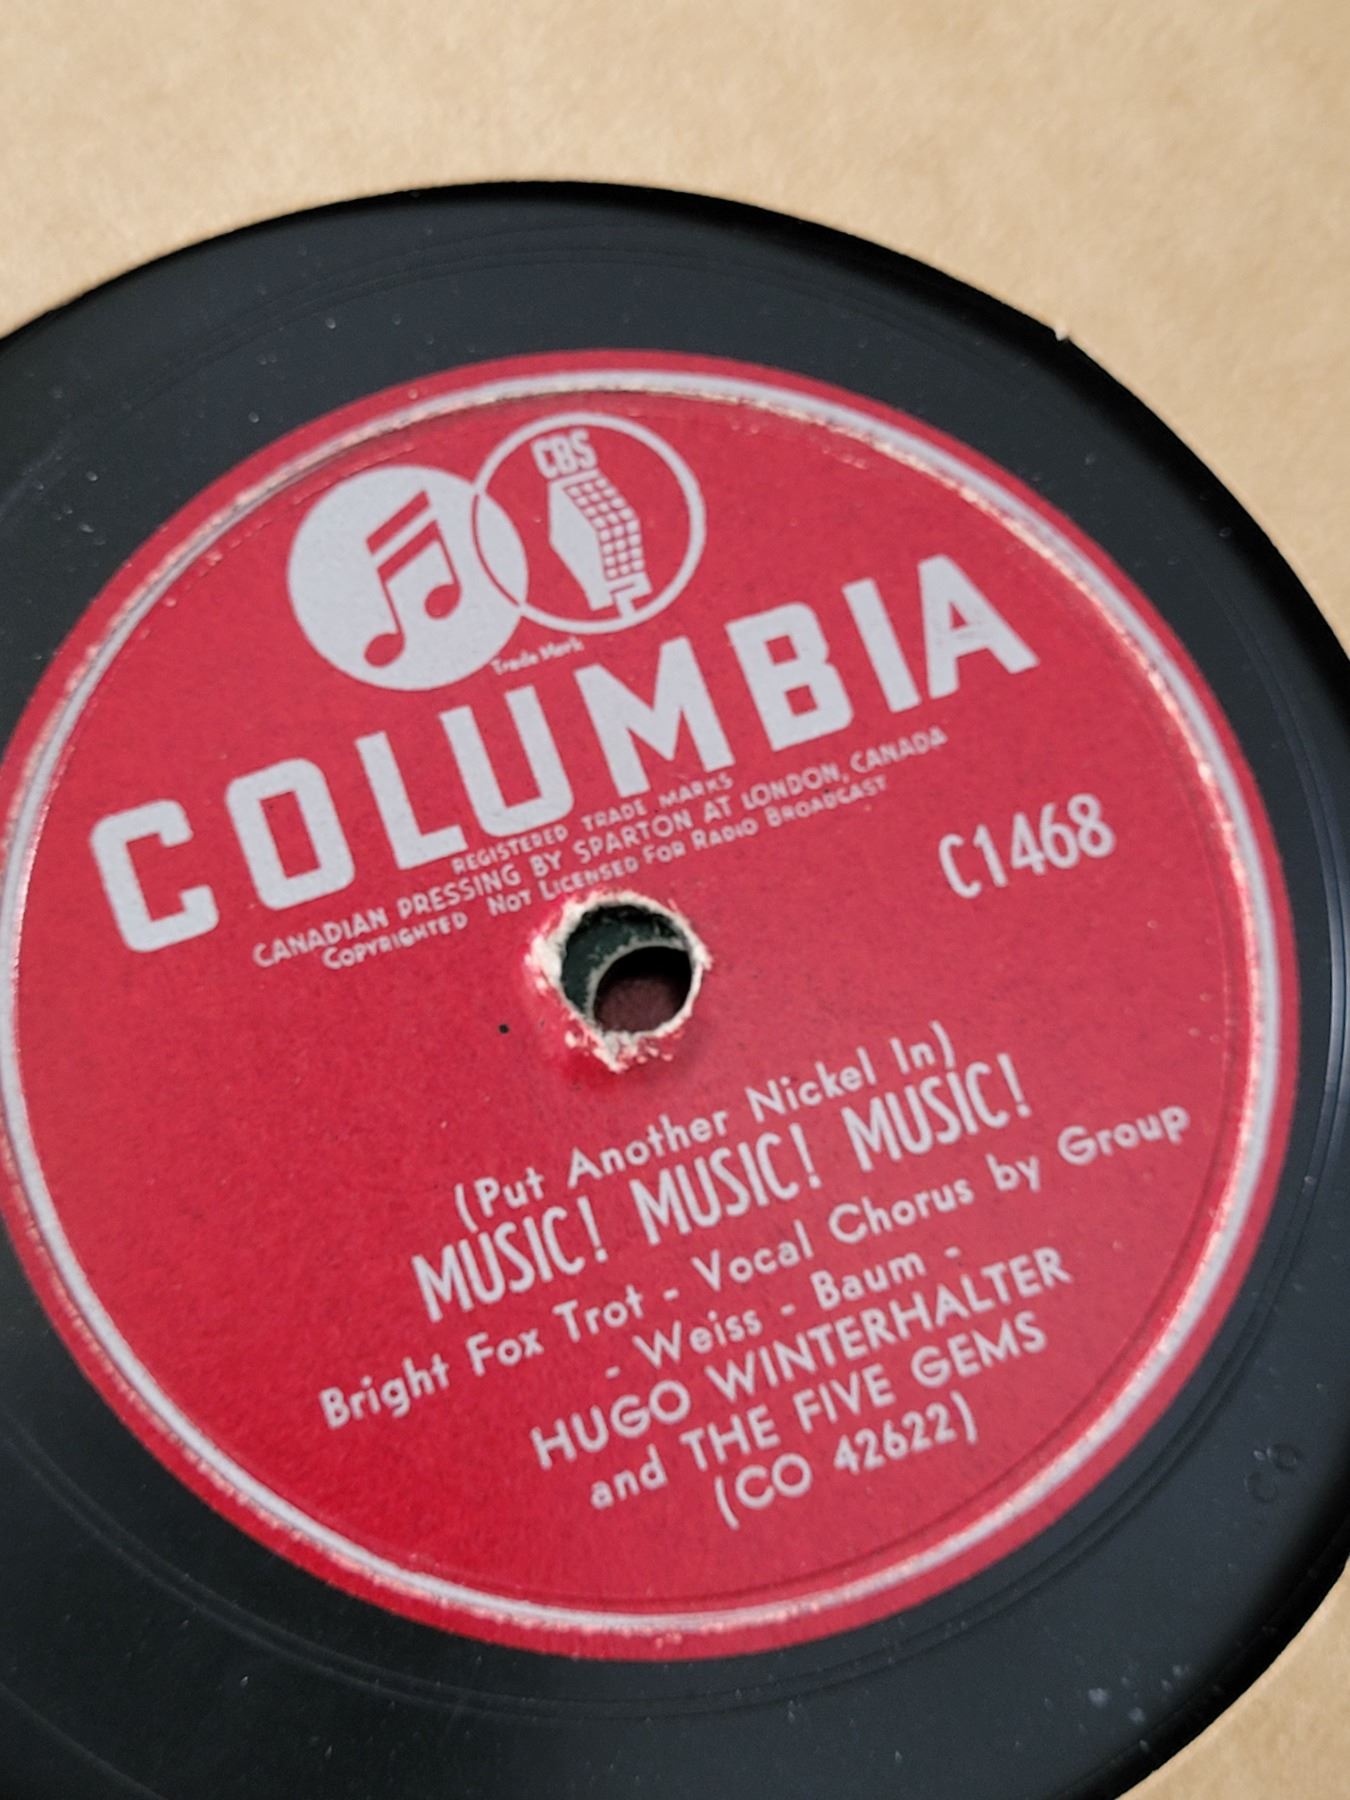 CBS
Trade Mark
COLUMBIA
REGISTERED TRADE MARKS
CANADIAN PRESSING BY SPARTON AT LONDON, CANADA
COPYRIGHTED NOT LICENSED FOR RADIO BROADCAST
C1468
(Put Another Nickel In)
MUSIC! MUSIC! MUSIC!
Bright Fox Trot - Vocal Chorus by Group
- Weiss - Baum -
HUGO WINTERHALTER
and THE FIVE GEMS
(CO 42622)